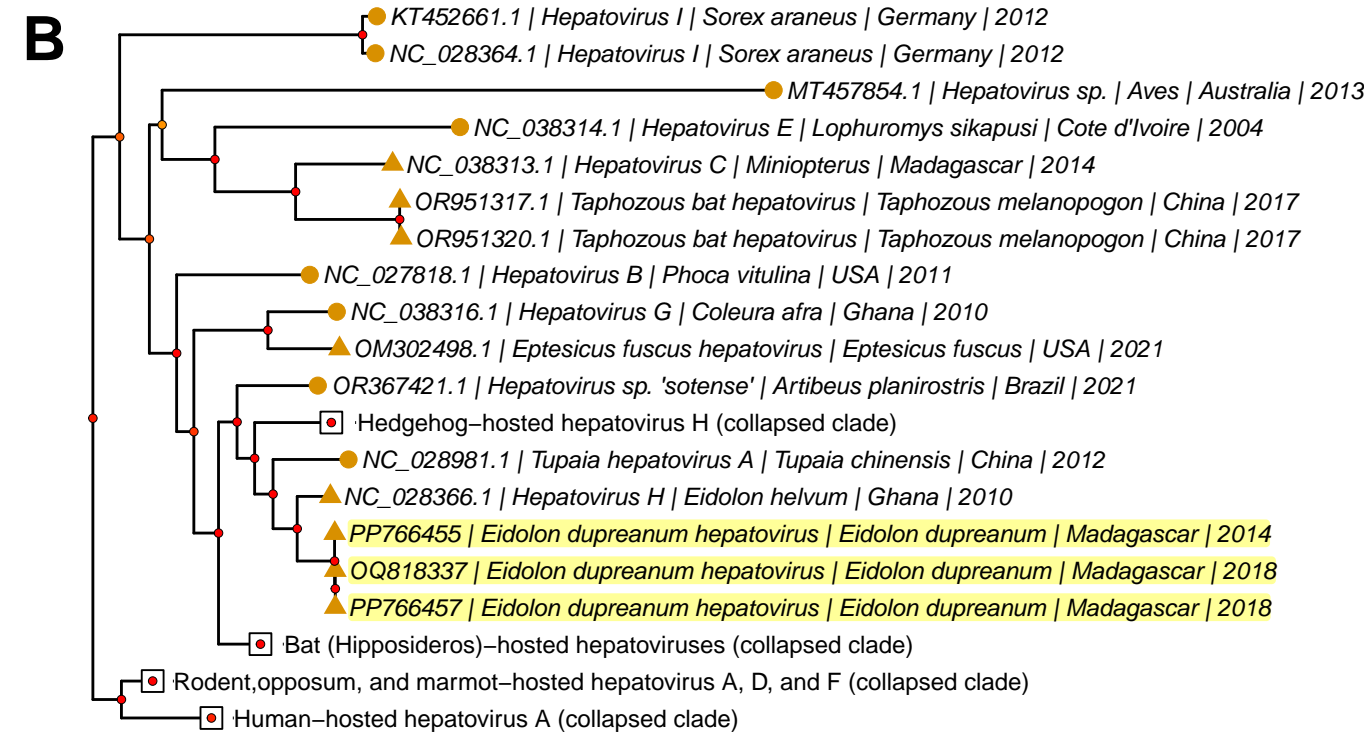 B
KT452661.1 | Hepatovirus I | Sorex araneus | Germany | 2012
NC_028364.1 | Hepatovirus I | Sorex araneus | Germany | 2012
MT457854.1 | Hepatovirus sp. | Aves | Australia | 2013
NC_038314.1 | Hepatovirus E | Lophuromys sikapusi | Cote d'Ivoire | 2004
NC_038313.1 | Hepatovirus C | Miniopterus | Madagascar | 2014
OR951317.1 | Taphozous bat hepatovirus | Taphozous melanopogon | China | 2017
OR951320.1 | Taphozous bat hepatovirus | Taphozous melanopogon | China | 2017
NC_027818.1 | Hepatovirus B | Phoca vitulina | USA | 2011
NC_038316.1 | Hepatovirus G | Coleura afra | Ghana | 2010
OM302498.1 | Eptesicus fuscus hepatovirus | Eptesicus fuscus | USA | 2021
OR367421.1 | Hepatovirus sp. 'sotense' | Artibeus planirostris | Brazil | 2021
Hedgehog−hosted hepatovirus H (collapsed clade)
NC_028981.1 | Tupaia hepatovirus A | Tupaia chinensis | China | 2012
NC_028366.1 | Hepatovirus H | Eidolon helvum | Ghana | 2010
PP766455 | Eidolon dupreanum hepatovirus | Eidolon dupreanum | Madagascar | 2014
OQ818337 | Eidolon dupreanum hepatovirus | Eidolon dupreanum | Madagascar | 2018
PP766457 | Eidolon dupreanum hepatovirus | Eidolon dupreanum | Madagascar | 2018
Bat (Hipposideros)−hosted hepatoviruses (collapsed clade)
Rodent,opposum, and marmot−hosted hepatovirus A, D, and F (collapsed clade)
Human−hosted hepatovirus A (collapsed clade)